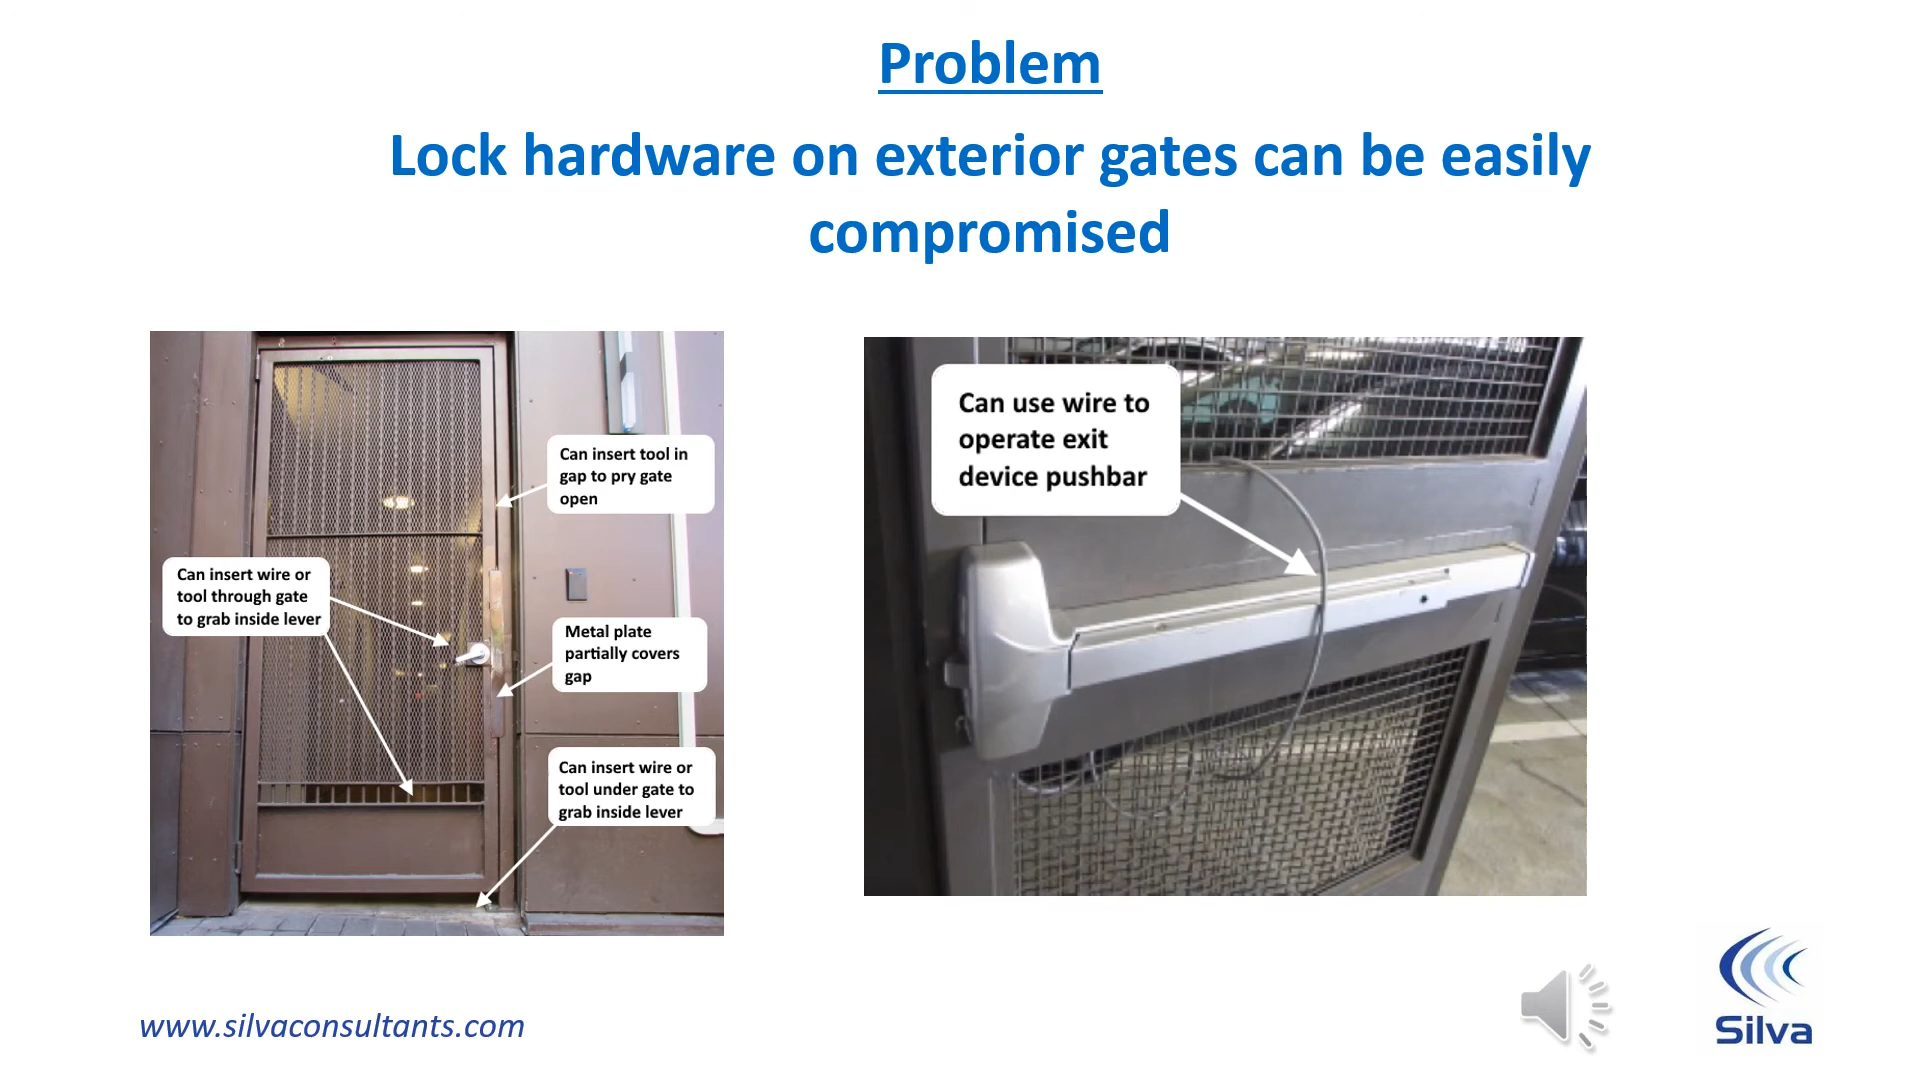 Problem
Lock hardware on exterior gates can be easily
compromised
Can insert tool in
gap to pry gate
open
Can insert wire or
tool through gate
to grab inside lever
Metal plate
partially covers
gap
Can insert wire or
tool under gate to
grab inside lever
Can use wire to
operate exit
device pushbar
www.silvaconsultants.com
Silva